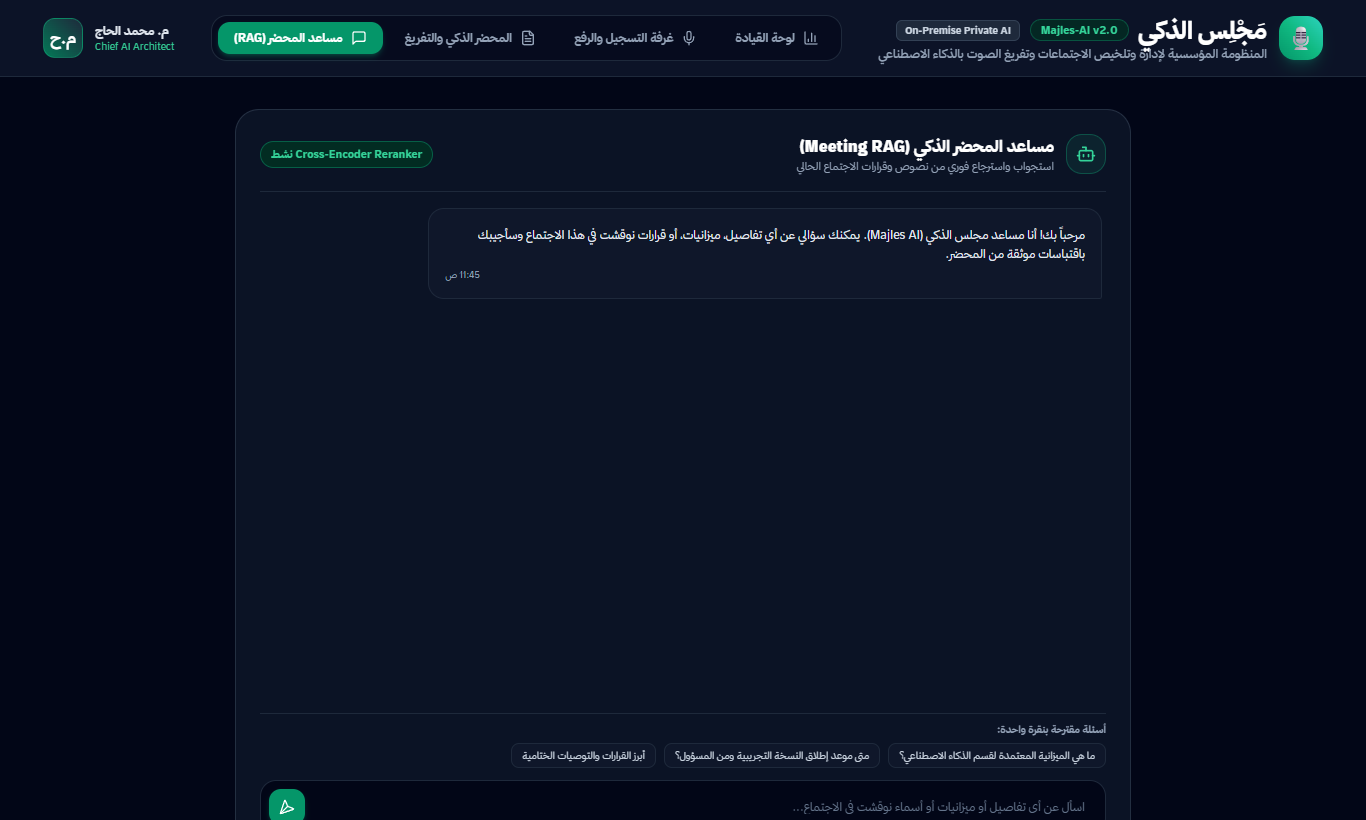 مَجْلِس الذكي
Majles-AI v2.0
On-Premise Private AI
المنظومة المؤسسية لإدارة وتلخيص الاجتماعات وتفريغ الصوت بالذكاء الاصطناعي
لوحة القيادة
غرفة التسجيل والرفع
المحضر الذكي والتفريغ
مساعد المحضر (RAG)
م. محمد الحاج
Chief AI Architect
م.ح
مساعد المحضر الذكي (Meeting RAG)
استجواب واسترجاع فوري من نصوص وقرارات الاجتماع الحالي
Cross-Encoder Reranker نشط
مرحباً بك! أنا مساعد مجلس الذكي (Majles AI). يمكنك سؤالي عن أي تفاصيل، ميزانيات، أو قرارات نوقشت في هذا الاجتماع وسأجيبك
باقتباسات موثقة من المحضر.
11:45 ص
أسئلة مقترحة بنقرة واحدة:
ما هي الميزانية المعتمدة لقسم الذكاء الاصطناعي؟
متى موعد إطلاق النسخة التجريبية ومن المسؤول؟
أبرز القرارات والتوصيات الختامية
اسأل عن أي تفاصيل أو ميزانيات أو أسماء نوقشت في الاجتماع...